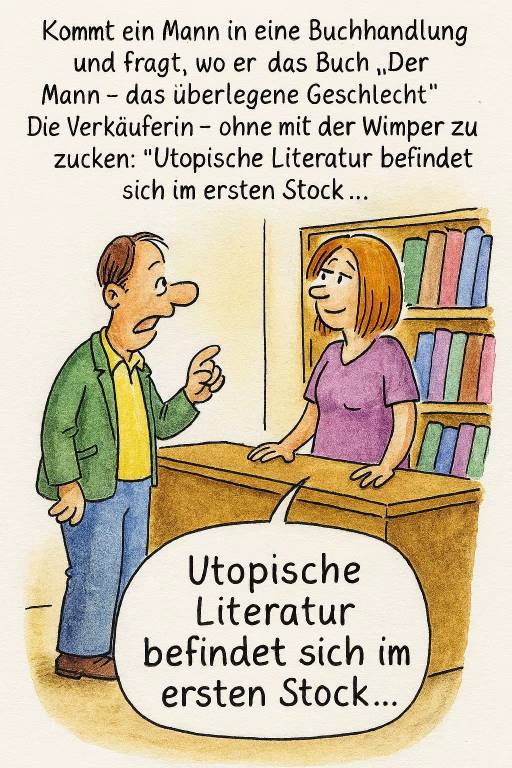 Kommt ein Mann in eine Buchhandlung
und fragt, wo er das Buch „Der
Mann – das überlegene Geschlecht"
Die Verkäuferin – ohne mit der Wimper zu
zucken: "Utopische Literatur befindet
sich im ersten Stock...
Utopische
Literatur
befindet sich im
ersten Stock...